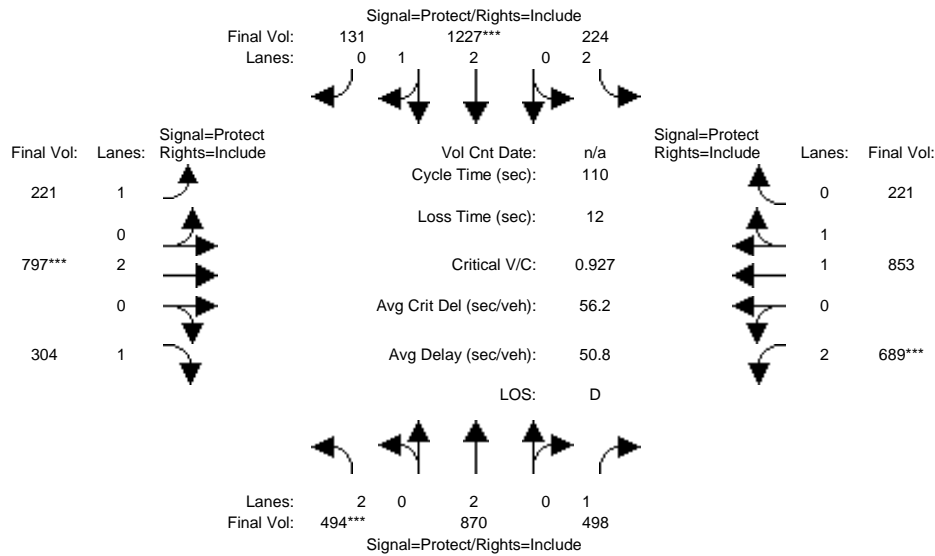 Signal=Protect/Rights=Include
Final Vol: 131 1227*** 224
Lanes: 0 1 2 0 2
Signal=Protect Signal=Protect
Final Vol: Lanes: Rights=Include Vol Cnt Date: n/a Rights=Include Lanes: Final Vol:
Cycle Time (sec): 110
221 1 0 221
Loss Time (sec): 12
0 1
797*** 2 Critical V/C: 0.927 1 853
0 Avg Crit Del (sec/veh): 56.2 0
304 1 Avg Delay (sec/veh): 50.8 2 689***
LOS: D
Lanes: 2 0 2 0 1
Final Vol: 494*** 870 498
Signal=Protect/Rights=Include